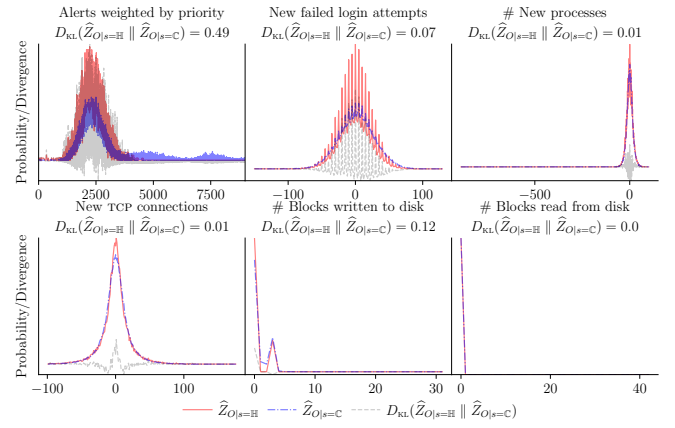 Alerts weighted by priority
D_KL(Ẑ_{O|s=ℍ} ∥ Ẑ_{O|s=ℂ}) = 0.49
New failed login attempts
D_KL(Ẑ_{O|s=ℍ} ∥ Ẑ_{O|s=ℂ}) = 0.07
# New processes
D_KL(Ẑ_{O|s=ℍ} ∥ Ẑ_{O|s=ℂ}) = 0.01
Probability/Divergence
0 2500 5000 7500
−100 0 100
−500 0
New TCP connections
D_KL(Ẑ_{O|s=ℍ} ∥ Ẑ_{O|s=ℂ}) = 0.01
# Blocks written to disk
D_KL(Ẑ_{O|s=ℍ} ∥ Ẑ_{O|s=ℂ}) = 0.12
# Blocks read from disk
D_KL(Ẑ_{O|s=ℍ} ∥ Ẑ_{O|s=ℂ}) = 0.0
Probability/Divergence
−100 0 100
0 10 20 30
0 20 40
Ẑ_{O|s=ℍ} Ẑ_{O|s=ℂ} D_KL(Ẑ_{O|s=ℍ} ∥ Ẑ_{O|s=ℂ})